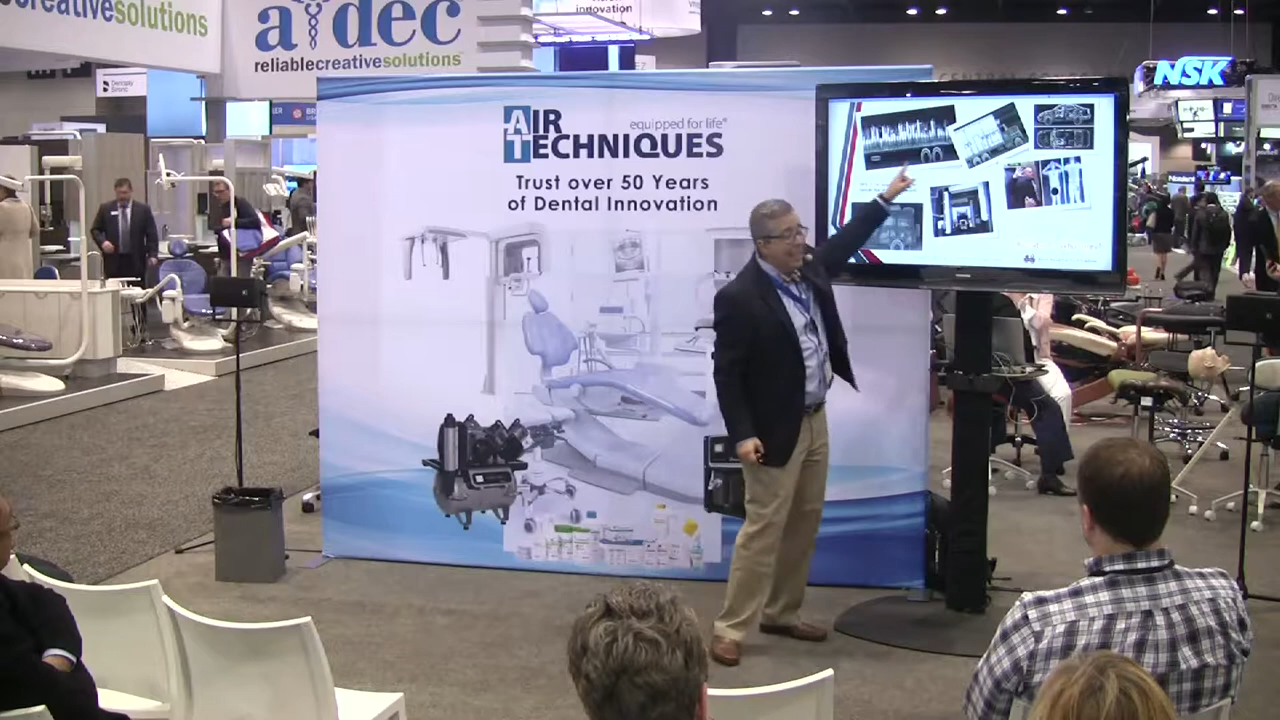 creativesolutions
a dec
reliablecreativesolutions
innovation
Dentsply
Sirona
AIR
TECHNIQUES
equipped for life®
Trust over 50 Years
of Dental Innovation
NSK